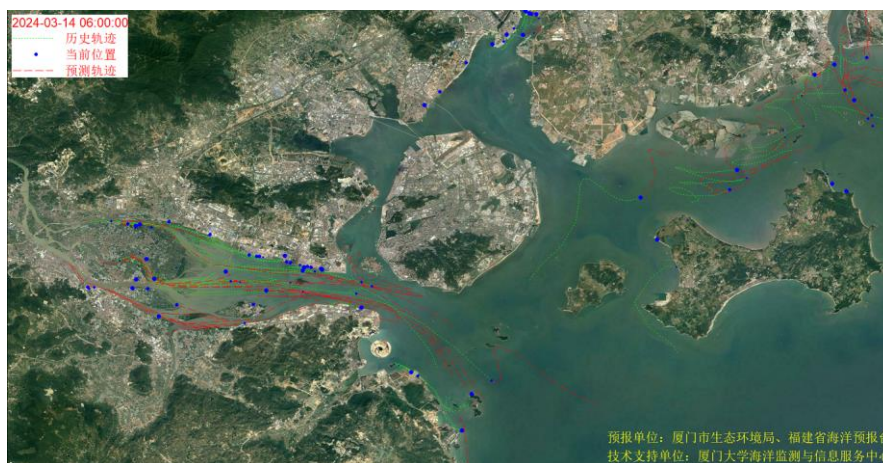 2024-03-14 06:00:00
历史轨迹
当前位置
预测轨迹
预报单位：厦门市生态环境局、福建省海洋预报台
技术支持单位：厦门大学海洋监测与信息服务中心